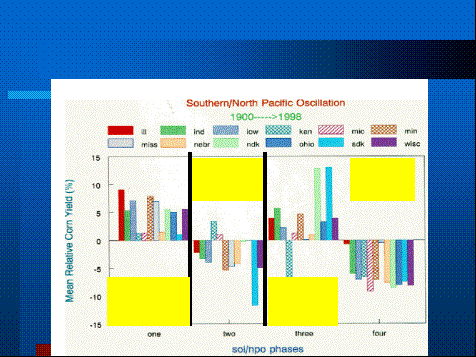 Southern/North Pacific Oscillation
1900----->1998
ill ind iow ken mic min
miss nebr ndk ohio sdk wisc
Mean Relative Corn Yield (%)
15
10
5
0
-5
-10
-15
one two three four
soi/npo phases